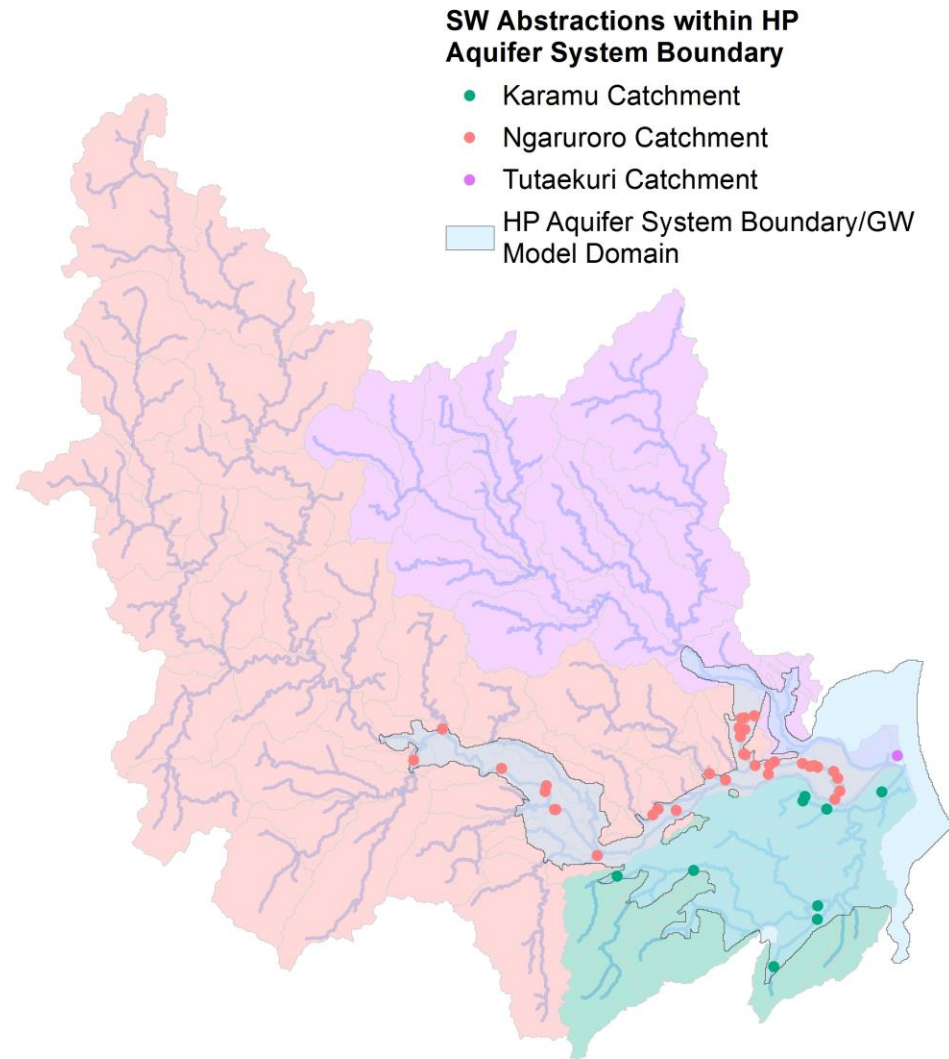 SW Abstractions within HP
Aquifer System Boundary
Karamu Catchment
Ngaruroro Catchment
Tutaekuri Catchment
HP Aquifer System Boundary/GW
Model Domain